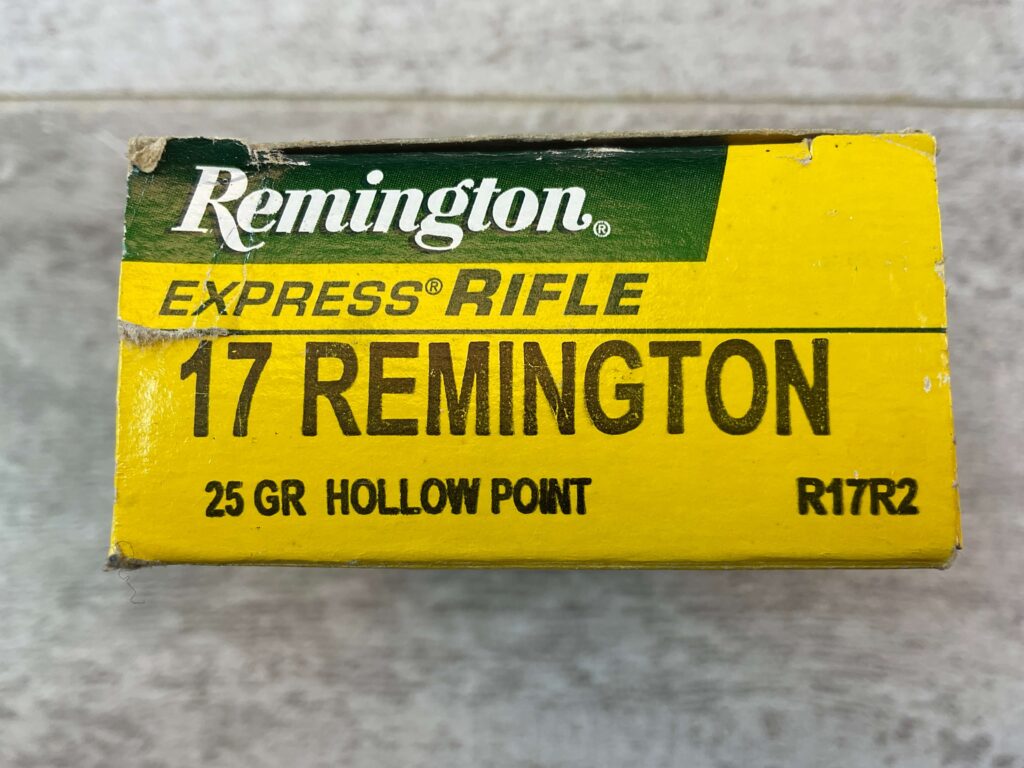 Remington®
EXPRESS® RIFLE
17 REMINGTON
25 GR HOLLOW POINT R17R2